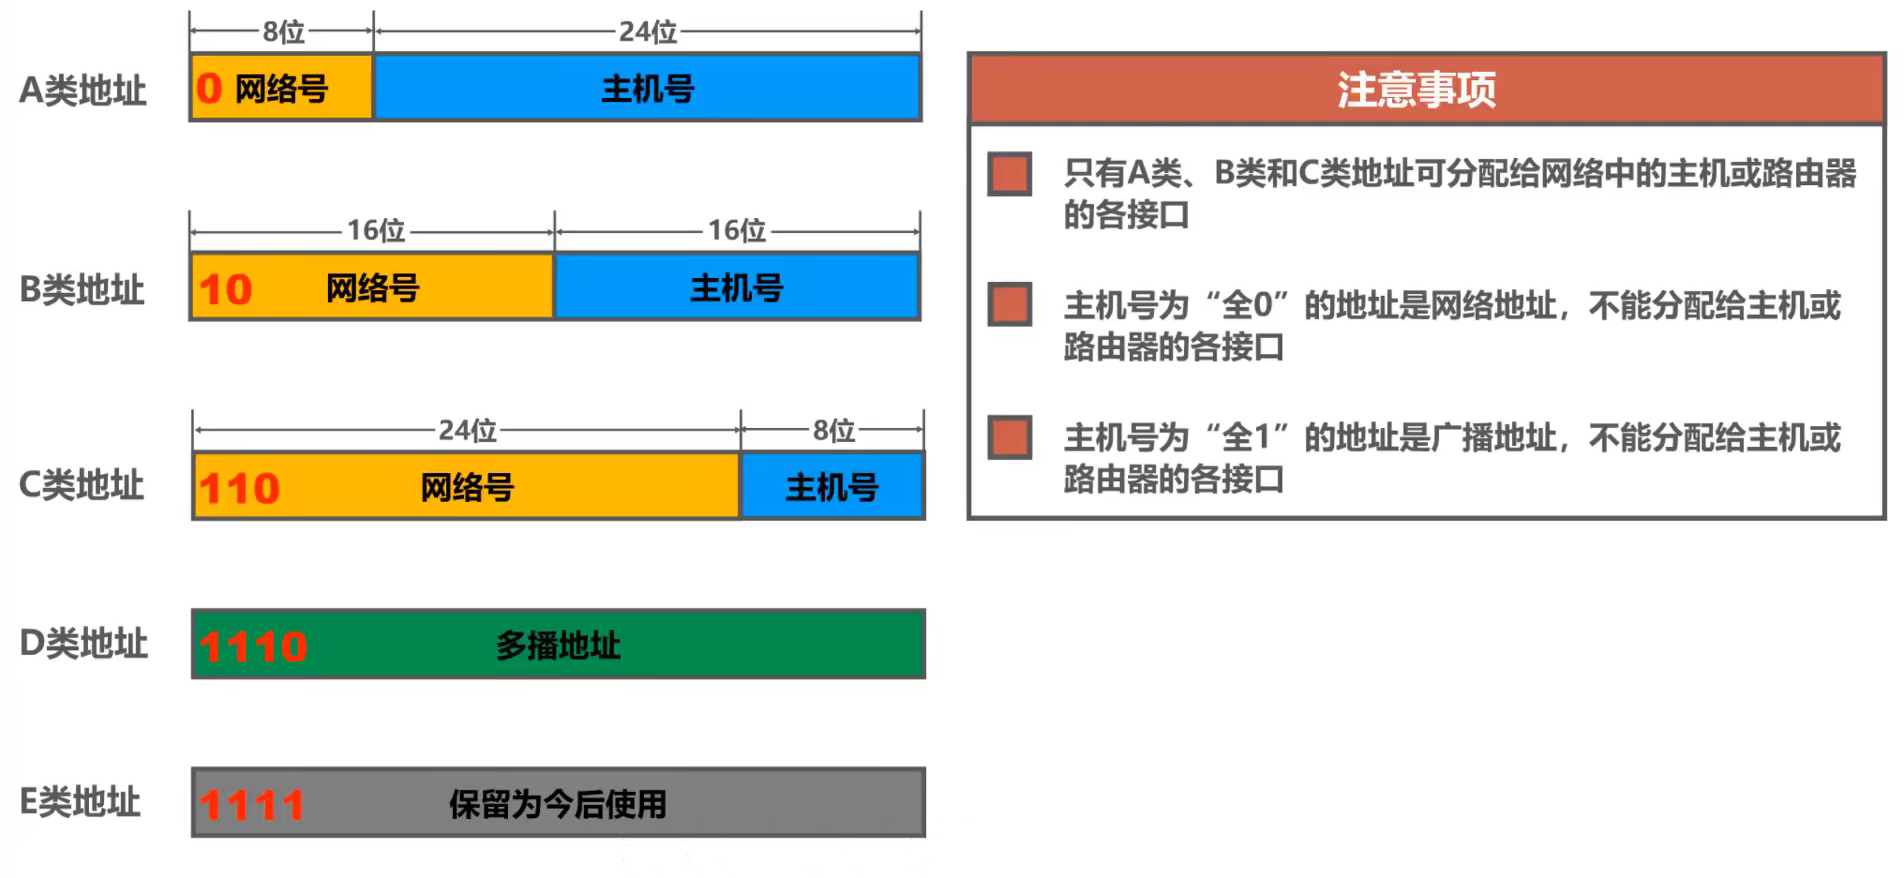 8位 24位
A类地址 0 网络号 主机号
16位 16位
B类地址 10 网络号 主机号
24位 8位
C类地址 110 网络号 主机号
D类地址 1110 多播地址
E类地址 1111 保留为今后使用
注意事项
只有A类、B类和C类地址可分配给网络中的主机或路由器
的各接口
主机号为“全0”的地址是网络地址，不能分配给主机或
路由器的各接口
主机号为“全1”的地址是广播地址，不能分配给主机或
路由器的各接口